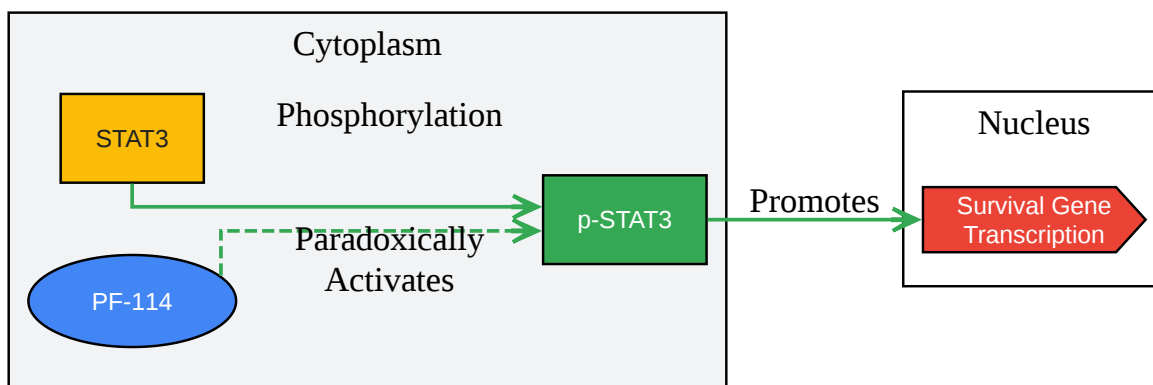 Cytoplasm
Phosphorylation
STAT3
Nucleus
p-STAT3
Promotes
Survival Gene
Transcription
Paradoxically
Activates
PF-114